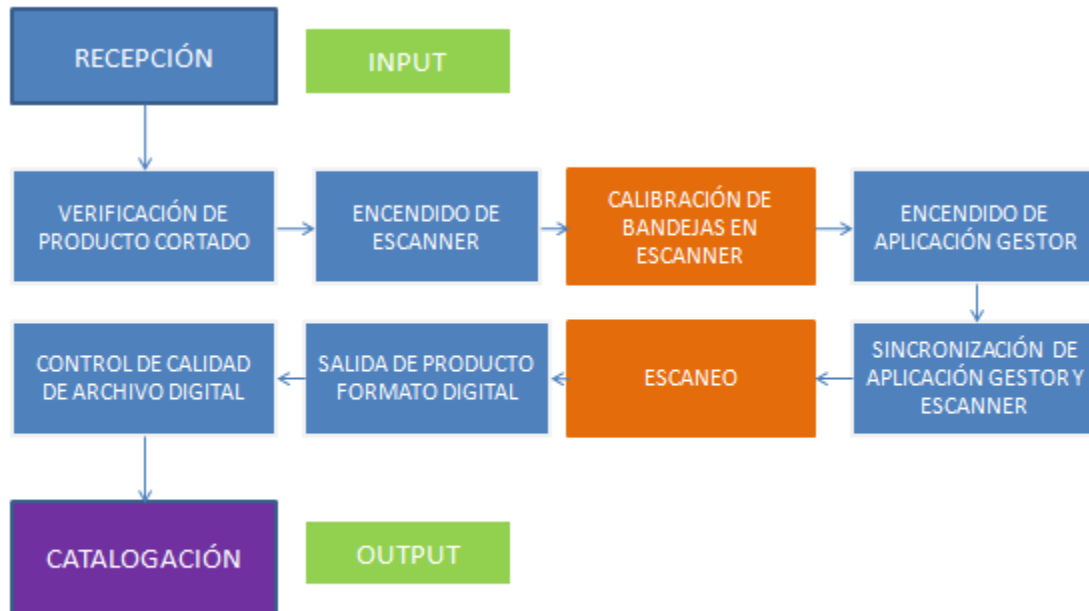 RECEPCIÓN
INPUT
VERIFICACIÓN DE
PRODUCTO CORTADO
ENCENDIDO DE
ESCANNER
CALIBRACIÓN DE
BANDEJAS EN
ESCANNER
ENCENDIDO DE
APLICACIÓN GESTOR
SINCRONIZACIÓN DE
APLICACIÓN GESTOR Y
ESCANNER
ESCANEO
SALIDA DE PRODUCTO
FORMATO DIGITAL
CONTROL DE CALIDAD
DE ARCHIVO DIGITAL
CATALOGACIÓN
OUTPUT